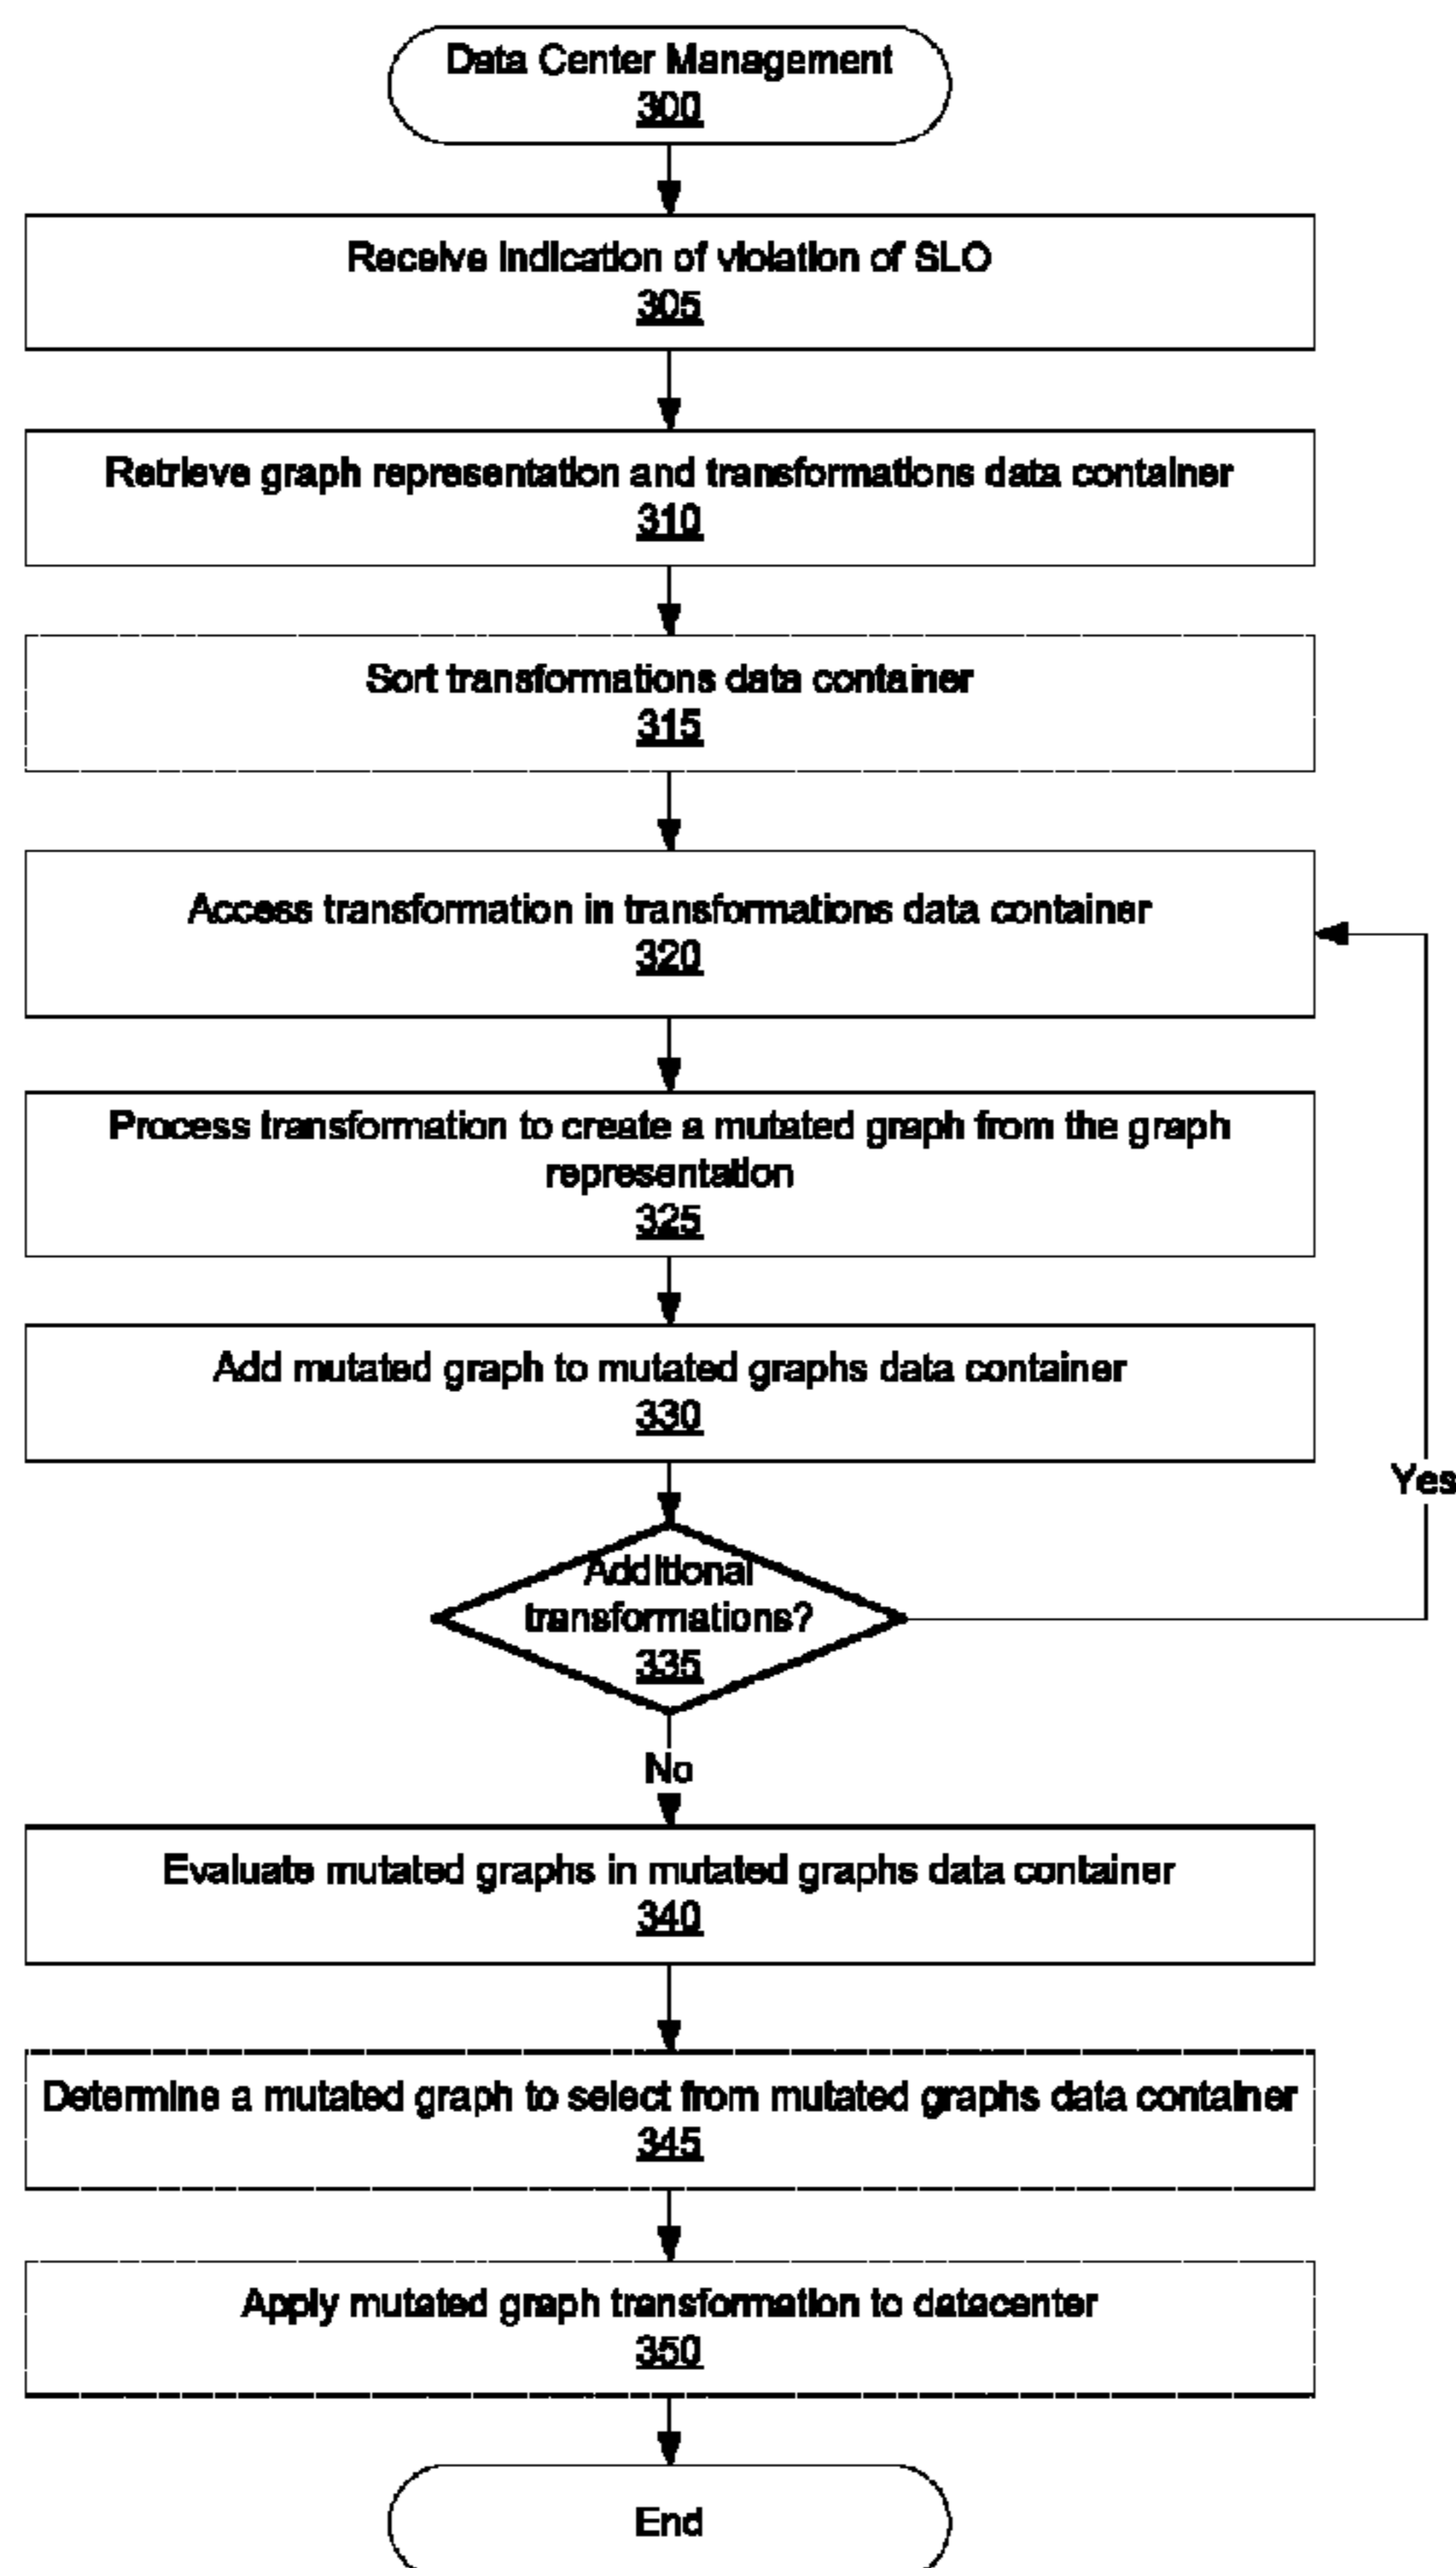 Data Center Management
300
Receive indication of violation of SLO
305
Retrieve graph representation and transformations data container
310
Sort transformations data container
315
Access transformation in transformations data container
320
Process transformation to create a mutated graph from the graph
representation
325
Add mutated graph to mutated graphs data container
330
Yes
Additional
transformations?
335
No
Evaluate mutated graphs in mutated graphs data container
340
Determine a mutated graph to select from mutated graphs data container
345
Apply mutated graph transformation to datacenter
350
End